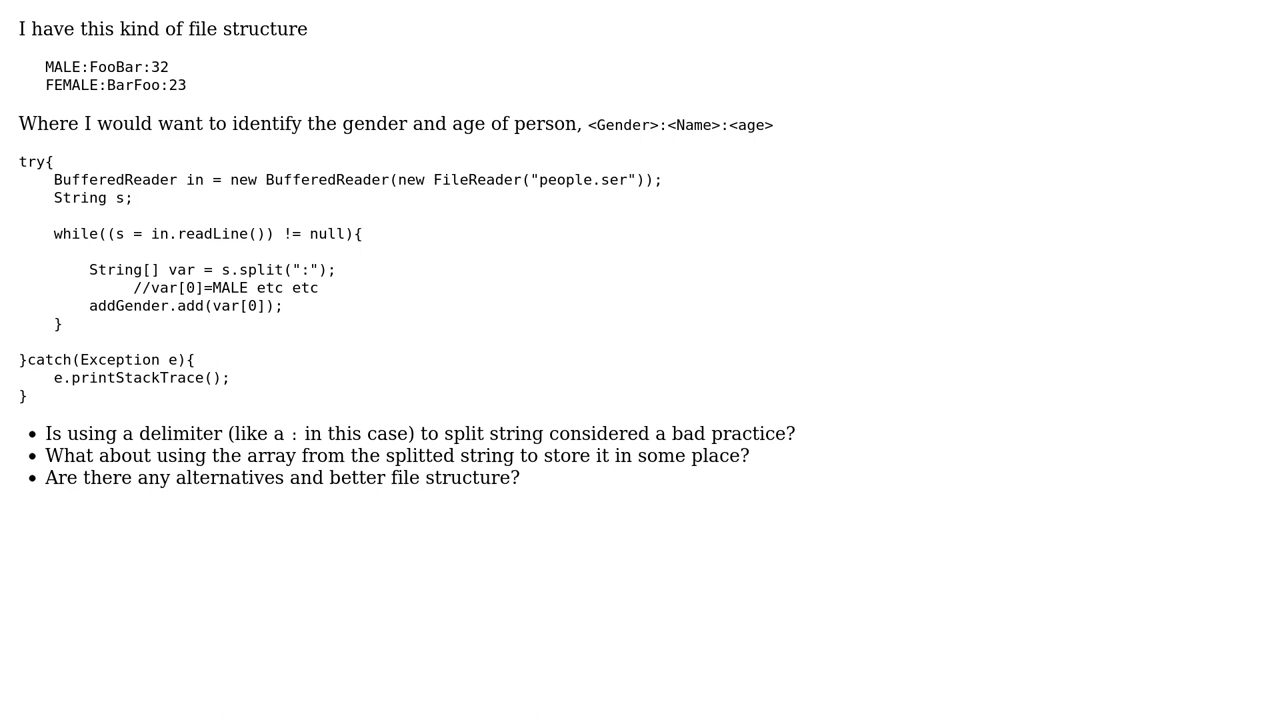 I have this kind of file structure
MALE:FooBar:32
FEMALE:BarFoo:23
Where I would want to identify the gender and age of person, <Gender>:<Name>:<age>
try{
    BufferedReader in = new BufferedReader(new FileReader("people.ser"));
    String s;
    while((s = in.readLine()) != null){
        String[] var = s.split(":");
             //var[0]=MALE etc etc
        addGender.add(var[0]);
    }
}catch(Exception e){
    e.printStackTrace();
}
• Is using a delimiter (like a : in this case) to split string considered a bad practice?
• What about using the array from the splitted string to store it in some place?
• Are there any alternatives and better file structure?